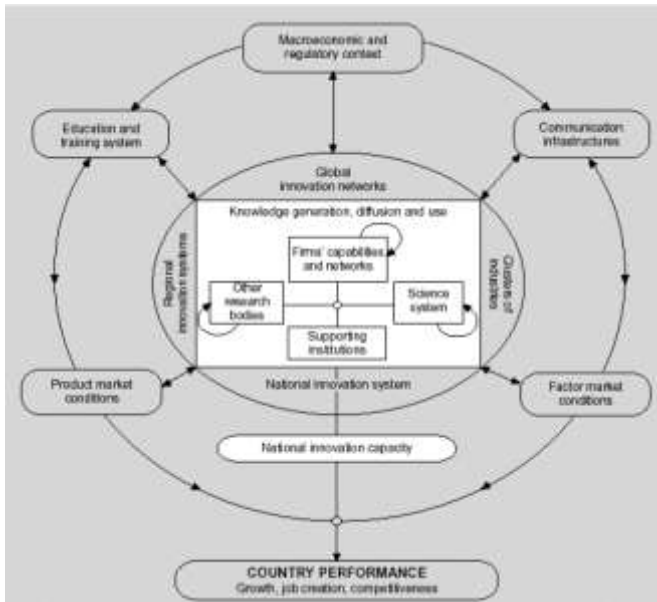 Macroeconomic and
regulatory context
Education and
training system
Communication
infrastructures
Global
innovation networks
Knowledge generation, diffusion and use
Regional
innovation systems
Firms' capabilities
and networks
Clusters of
industries
Other
research
bodies
Science
system
Supporting
institutions
Product market
conditions
National innovation system
Factor market
conditions
National innovation capacity
COUNTRY PERFORMANCE
Growth, job creation, competitiveness